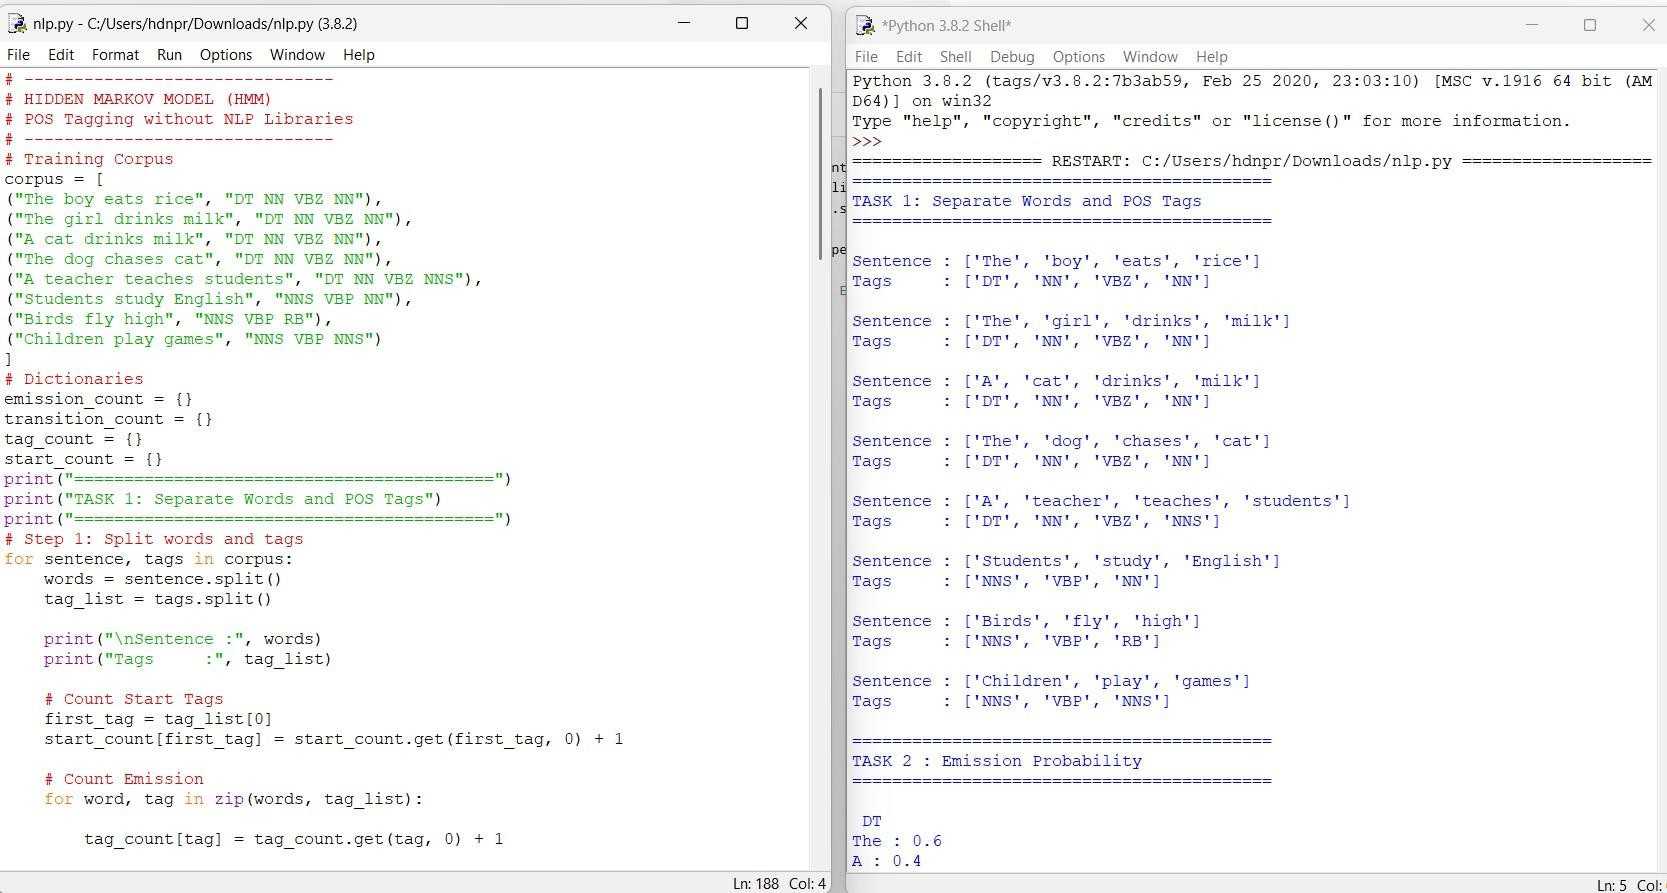 nlp.py - C:/Users/hdnpr/Downloads/nlp.py (3.8.2)
File Edit Format Run Options Window Help
# -------------------------------
# HIDDEN MARKOV MODEL (HMM)
# POS Tagging without NLP Libraries
# -------------------------------
# Training Corpus
corpus = [
("The boy eats rice", "DT NN VBZ NN"),
("The girl drinks milk", "DT NN VBZ NN"),
("A cat drinks milk", "DT NN VBZ NN"),
("The dog chases cat", "DT NN VBZ NN"),
("A teacher teaches students", "DT NN VBZ NNS"),
("Students study English", "NNS VBP NN"),
("Birds fly high", "NNS VBP RB"),
("Children play games", "NNS VBP NNS")
]
# Dictionaries
emission_count = {}
transition_count = {}
tag_count = {}
start_count = {}
print("==========================================")
print("TASK 1: Separate Words and POS Tags")
print("==========================================")
# Step 1: Split words and tags
for sentence, tags in corpus:
    words = sentence.split()
    tag_list = tags.split()
    print("\nSentence :", words)
    print("Tags     :", tag_list)
    # Count Start Tags
    first_tag = tag_list[0]
    start_count[first_tag] = start_count.get(first_tag, 0) + 1
    # Count Emission
    for word, tag in zip(words, tag_list):
        tag_count[tag] = tag_count.get(tag, 0) + 1
Ln: 188 Col: 4
*Python 3.8.2 Shell*
File Edit Shell Debug Options Window Help
Python 3.8.2 (tags/v3.8.2:7b3ab59, Feb 25 2020, 23:03:10) [MSC v.1916 64 bit (AM
D64)] on win32
Type "help", "copyright", "credits" or "license()" for more information.
>>>
=================== RESTART: C:/Users/hdnpr/Downloads/nlp.py ===================
==========================================
TASK 1: Separate Words and POS Tags
==========================================
Sentence : ['The', 'boy', 'eats', 'rice']
Tags     : ['DT', 'NN', 'VBZ', 'NN']
Sentence : ['The', 'girl', 'drinks', 'milk']
Tags     : ['DT', 'NN', 'VBZ', 'NN']
Sentence : ['A', 'cat', 'drinks', 'milk']
Tags     : ['DT', 'NN', 'VBZ', 'NN']
Sentence : ['The', 'dog', 'chases', 'cat']
Tags     : ['DT', 'NN', 'VBZ', 'NN']
Sentence : ['A', 'teacher', 'teaches', 'students']
Tags     : ['DT', 'NN', 'VBZ', 'NNS']
Sentence : ['Students', 'study', 'English']
Tags     : ['NNS', 'VBP', 'NN']
Sentence : ['Birds', 'fly', 'high']
Tags     : ['NNS', 'VBP', 'RB']
Sentence : ['Children', 'play', 'games']
Tags     : ['NNS', 'VBP', 'NNS']
==========================================
TASK 2 : Emission Probability
==========================================
 DT
The : 0.6
A : 0.4
Ln: 5 Col: